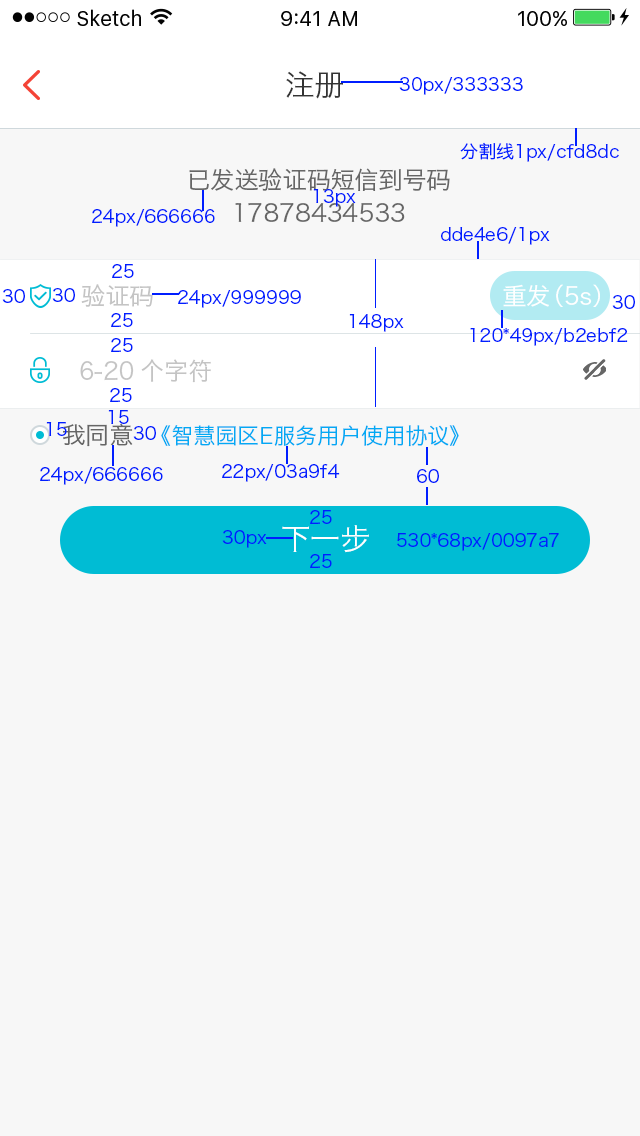 Sketch 9:41 AM 100%
注册 30px/333333
分割线1px/cfd8dc
已发送验证码短信到号码
13px
24px/666666 17878434533
dde4e6/1px
25
30 30 验证码 24px/999999 重发(5s) 30
25 148px 120*49px/b2ebf2
25
6-20 个字符
25
15
15 我同意 30 《智慧园区E服务用户使用协议》
24px/666666 22px/03a9f4 60
25
30px 下一步 530*68px/0097a7
25